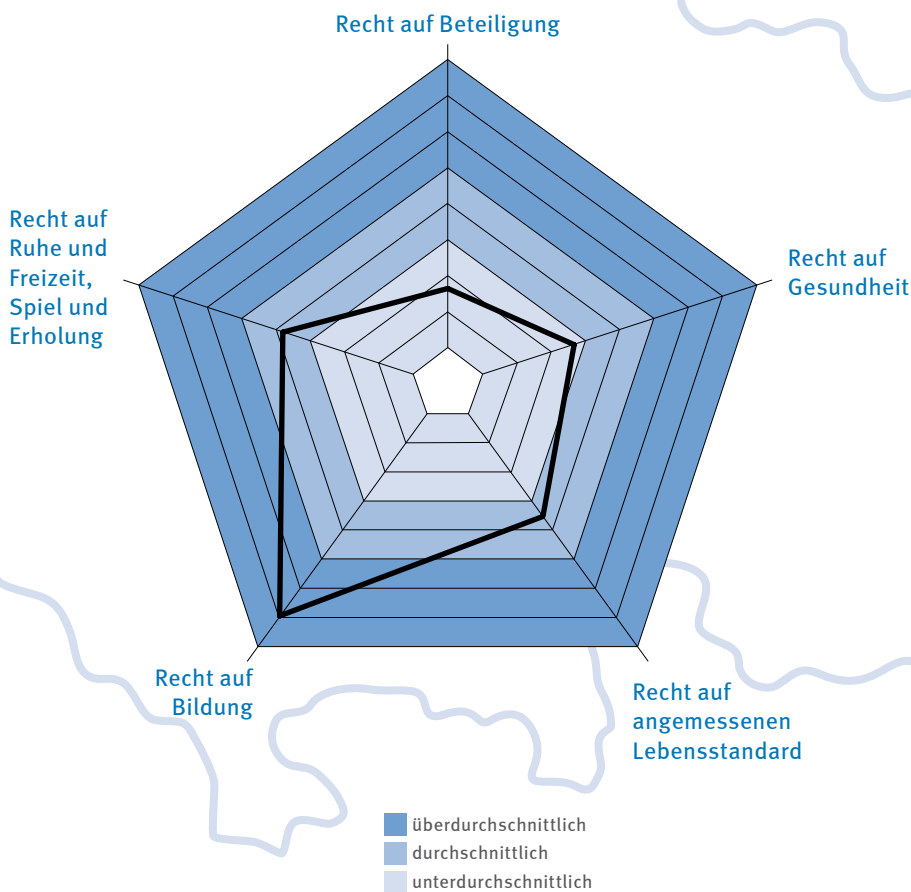 Recht auf Beteiligung
Recht auf
Ruhe und
Freizeit,
Spiel und
Erholung
Recht auf
Gesundheit
Recht auf
Bildung
Recht auf
angemessenen
Lebensstandard
überdurchschnittlich
durchschnittlich
unterdurchschnittlich